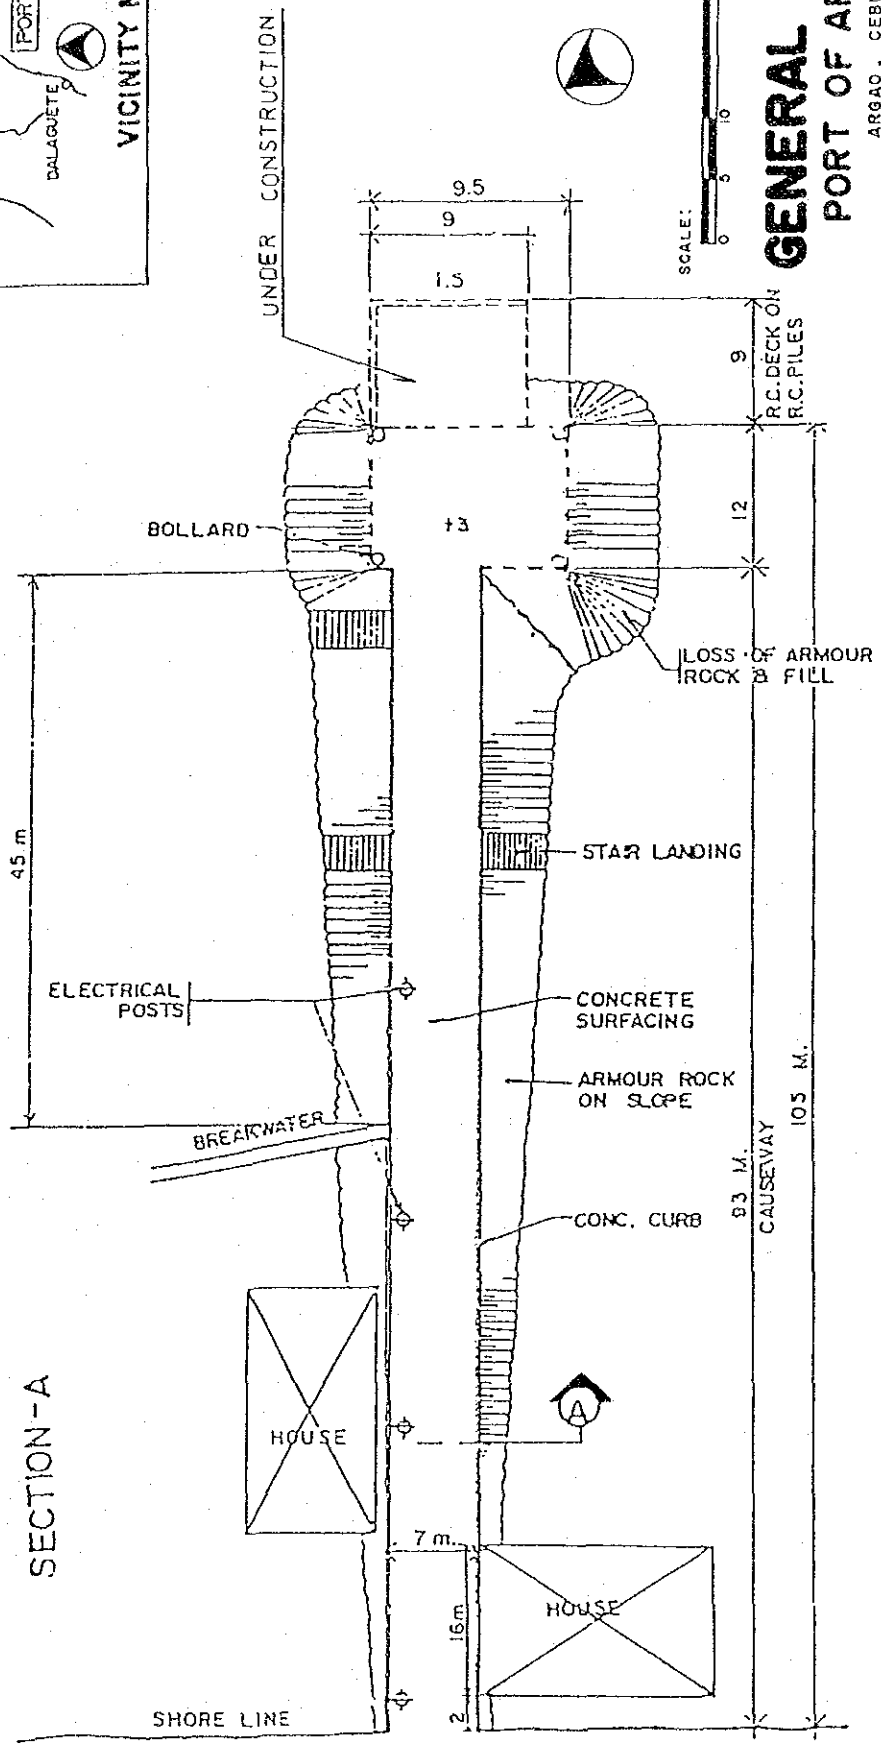 DALAGUETE
VICINITY
UNDER CONSTRUCTION
SCALE:
0
5
10
GENERAL
PORT OF
ARGAO, CEBU
9.5
9
1.5
9
R.C. DECK ON
R.C. PILES
12
+3
BOLLARD
LOSS OF ARMOUR
ROCK & FILL
45 m
STAIR LANDING
ELECTRICAL
POSTS
CONCRETE
SURFACING
ARMOUR ROCK
ON SLOPE
BREAKWATER
93 M.
CAUSEWAY
105 M.
CONC. CURB
SECTION-A
HOUSE
A
7 m.
16m
HOUSE
2
SHORE LINE